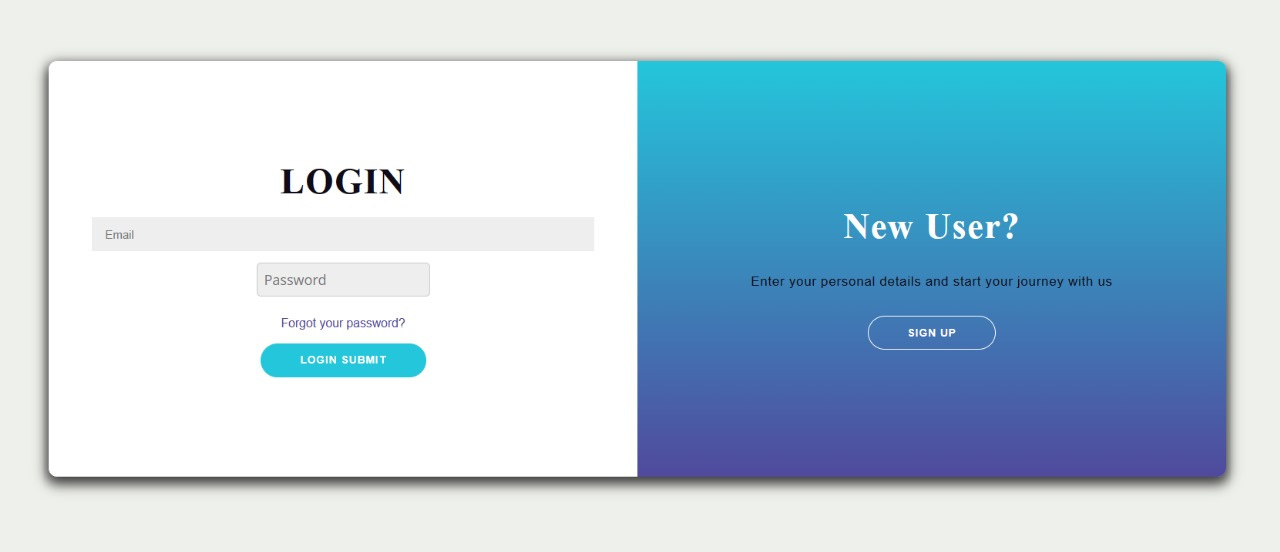 LOGIN
Email
Password
Forgot your password?
LOGIN SUBMIT
New User?
Enter your personal details and start your journey with us
SIGN UP